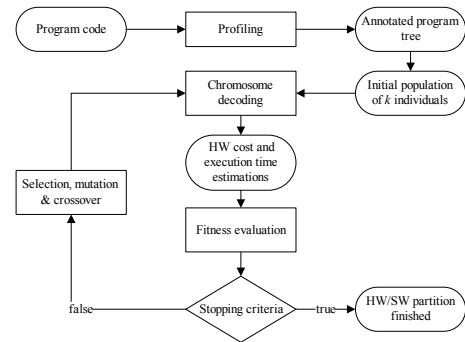 Program code
Profiling
Annotated program
tree
Chromosome
decoding
Initial population
of k individuals
HW cost and
execution time
estimations
Selection, mutation
& crossover
Fitness evaluation
false
Stopping criteria
true
HW/SW partition
finished